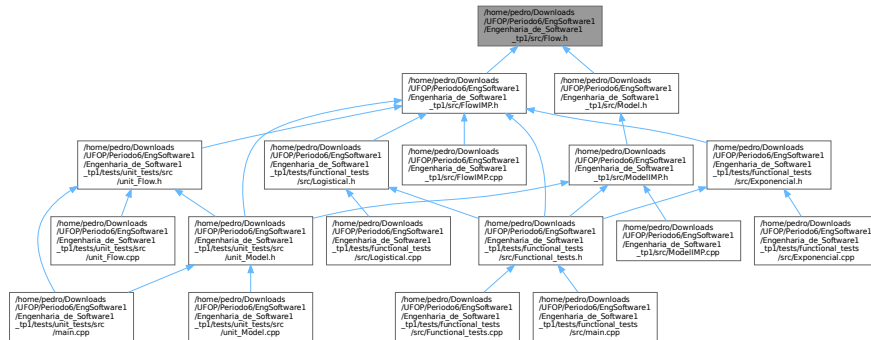 /home/pedro/Downloads
/UFOP/Periodo6/EngSoftware1
/Engenharia_de_Software1
_tp1/src/Flow.h
/home/pedro/Downloads
/UFOP/Periodo6/EngSoftware1
/Engenharia_de_Software1
_tp1/src/FlowIMP.h
/home/pedro/Downloads
/UFOP/Periodo6/EngSoftware1
/Engenharia_de_Software1
_tp1/src/Model.h
/home/pedro/Downloads
/UFOP/Periodo6/EngSoftware1
/Engenharia_de_Software1
_tp1/tests/unit_tests/src
/unit_Flow.h
/home/pedro/Downloads
/UFOP/Periodo6/EngSoftware1
/Engenharia_de_Software1
_tp1/tests/functional_tests
/src/Logistical.h
/home/pedro/Downloads
/UFOP/Periodo6/EngSoftware1
/Engenharia_de_Software1
_tp1/src/FlowIMP.cpp
/home/pedro/Downloads
/UFOP/Periodo6/EngSoftware1
/Engenharia_de_Software1
_tp1/src/ModelIMP.h
/home/pedro/Downloads
/UFOP/Periodo6/EngSoftware1
/Engenharia_de_Software1
_tp1/tests/functional_tests
/src/Exponencial.h
/home/pedro/Downloads
/UFOP/Periodo6/EngSoftware1
/Engenharia_de_Software1
_tp1/tests/unit_tests/src
/unit_Flow.cpp
/home/pedro/Downloads
/UFOP/Periodo6/EngSoftware1
/Engenharia_de_Software1
_tp1/tests/unit_tests/src
/unit_Model.h
/home/pedro/Downloads
/UFOP/Periodo6/EngSoftware1
/Engenharia_de_Software1
_tp1/tests/functional_tests
/src/Logistical.cpp
/home/pedro/Downloads
/UFOP/Periodo6/EngSoftware1
/Engenharia_de_Software1
_tp1/tests/functional_tests
/src/Functional_tests.h
/home/pedro/Downloads
/UFOP/Periodo6/EngSoftware1
/Engenharia_de_Software1
_tp1/src/ModelIMP.cpp
/home/pedro/Downloads
/UFOP/Periodo6/EngSoftware1
/Engenharia_de_Software1
_tp1/tests/functional_tests
/src/Exponencial.cpp
/home/pedro/Downloads
/UFOP/Periodo6/EngSoftware1
/Engenharia_de_Software1
_tp1/tests/unit_tests/src
/main.cpp
/home/pedro/Downloads
/UFOP/Periodo6/EngSoftware1
/Engenharia_de_Software1
_tp1/tests/unit_tests/src
/unit_Model.cpp
/home/pedro/Downloads
/UFOP/Periodo6/EngSoftware1
/Engenharia_de_Software1
_tp1/tests/functional_tests
/src/Functional_tests.cpp
/home/pedro/Downloads
/UFOP/Periodo6/EngSoftware1
/Engenharia_de_Software1
_tp1/tests/functional_tests
/src/main.cpp